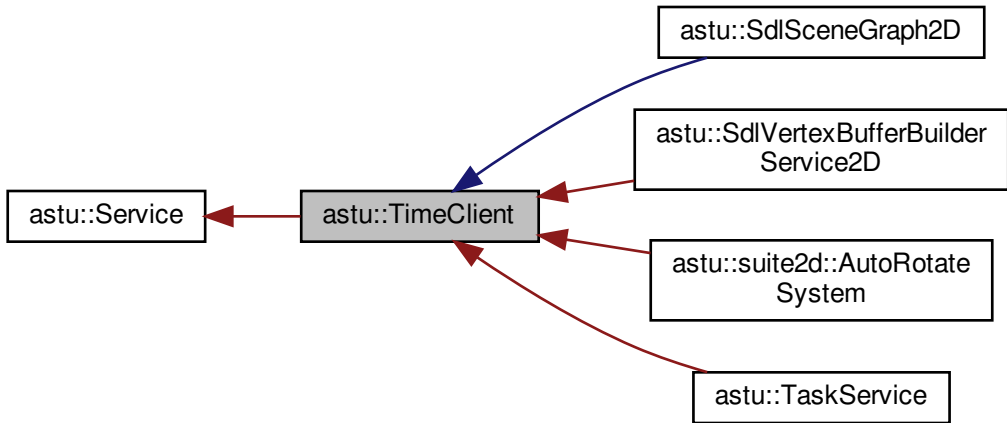 astu::SdlSceneGraph2D
astu::SdlVertexBufferBuilder
Service2D
astu::Service
astu::TimeClient
astu::suite2d::AutoRotate
System
astu::TaskService